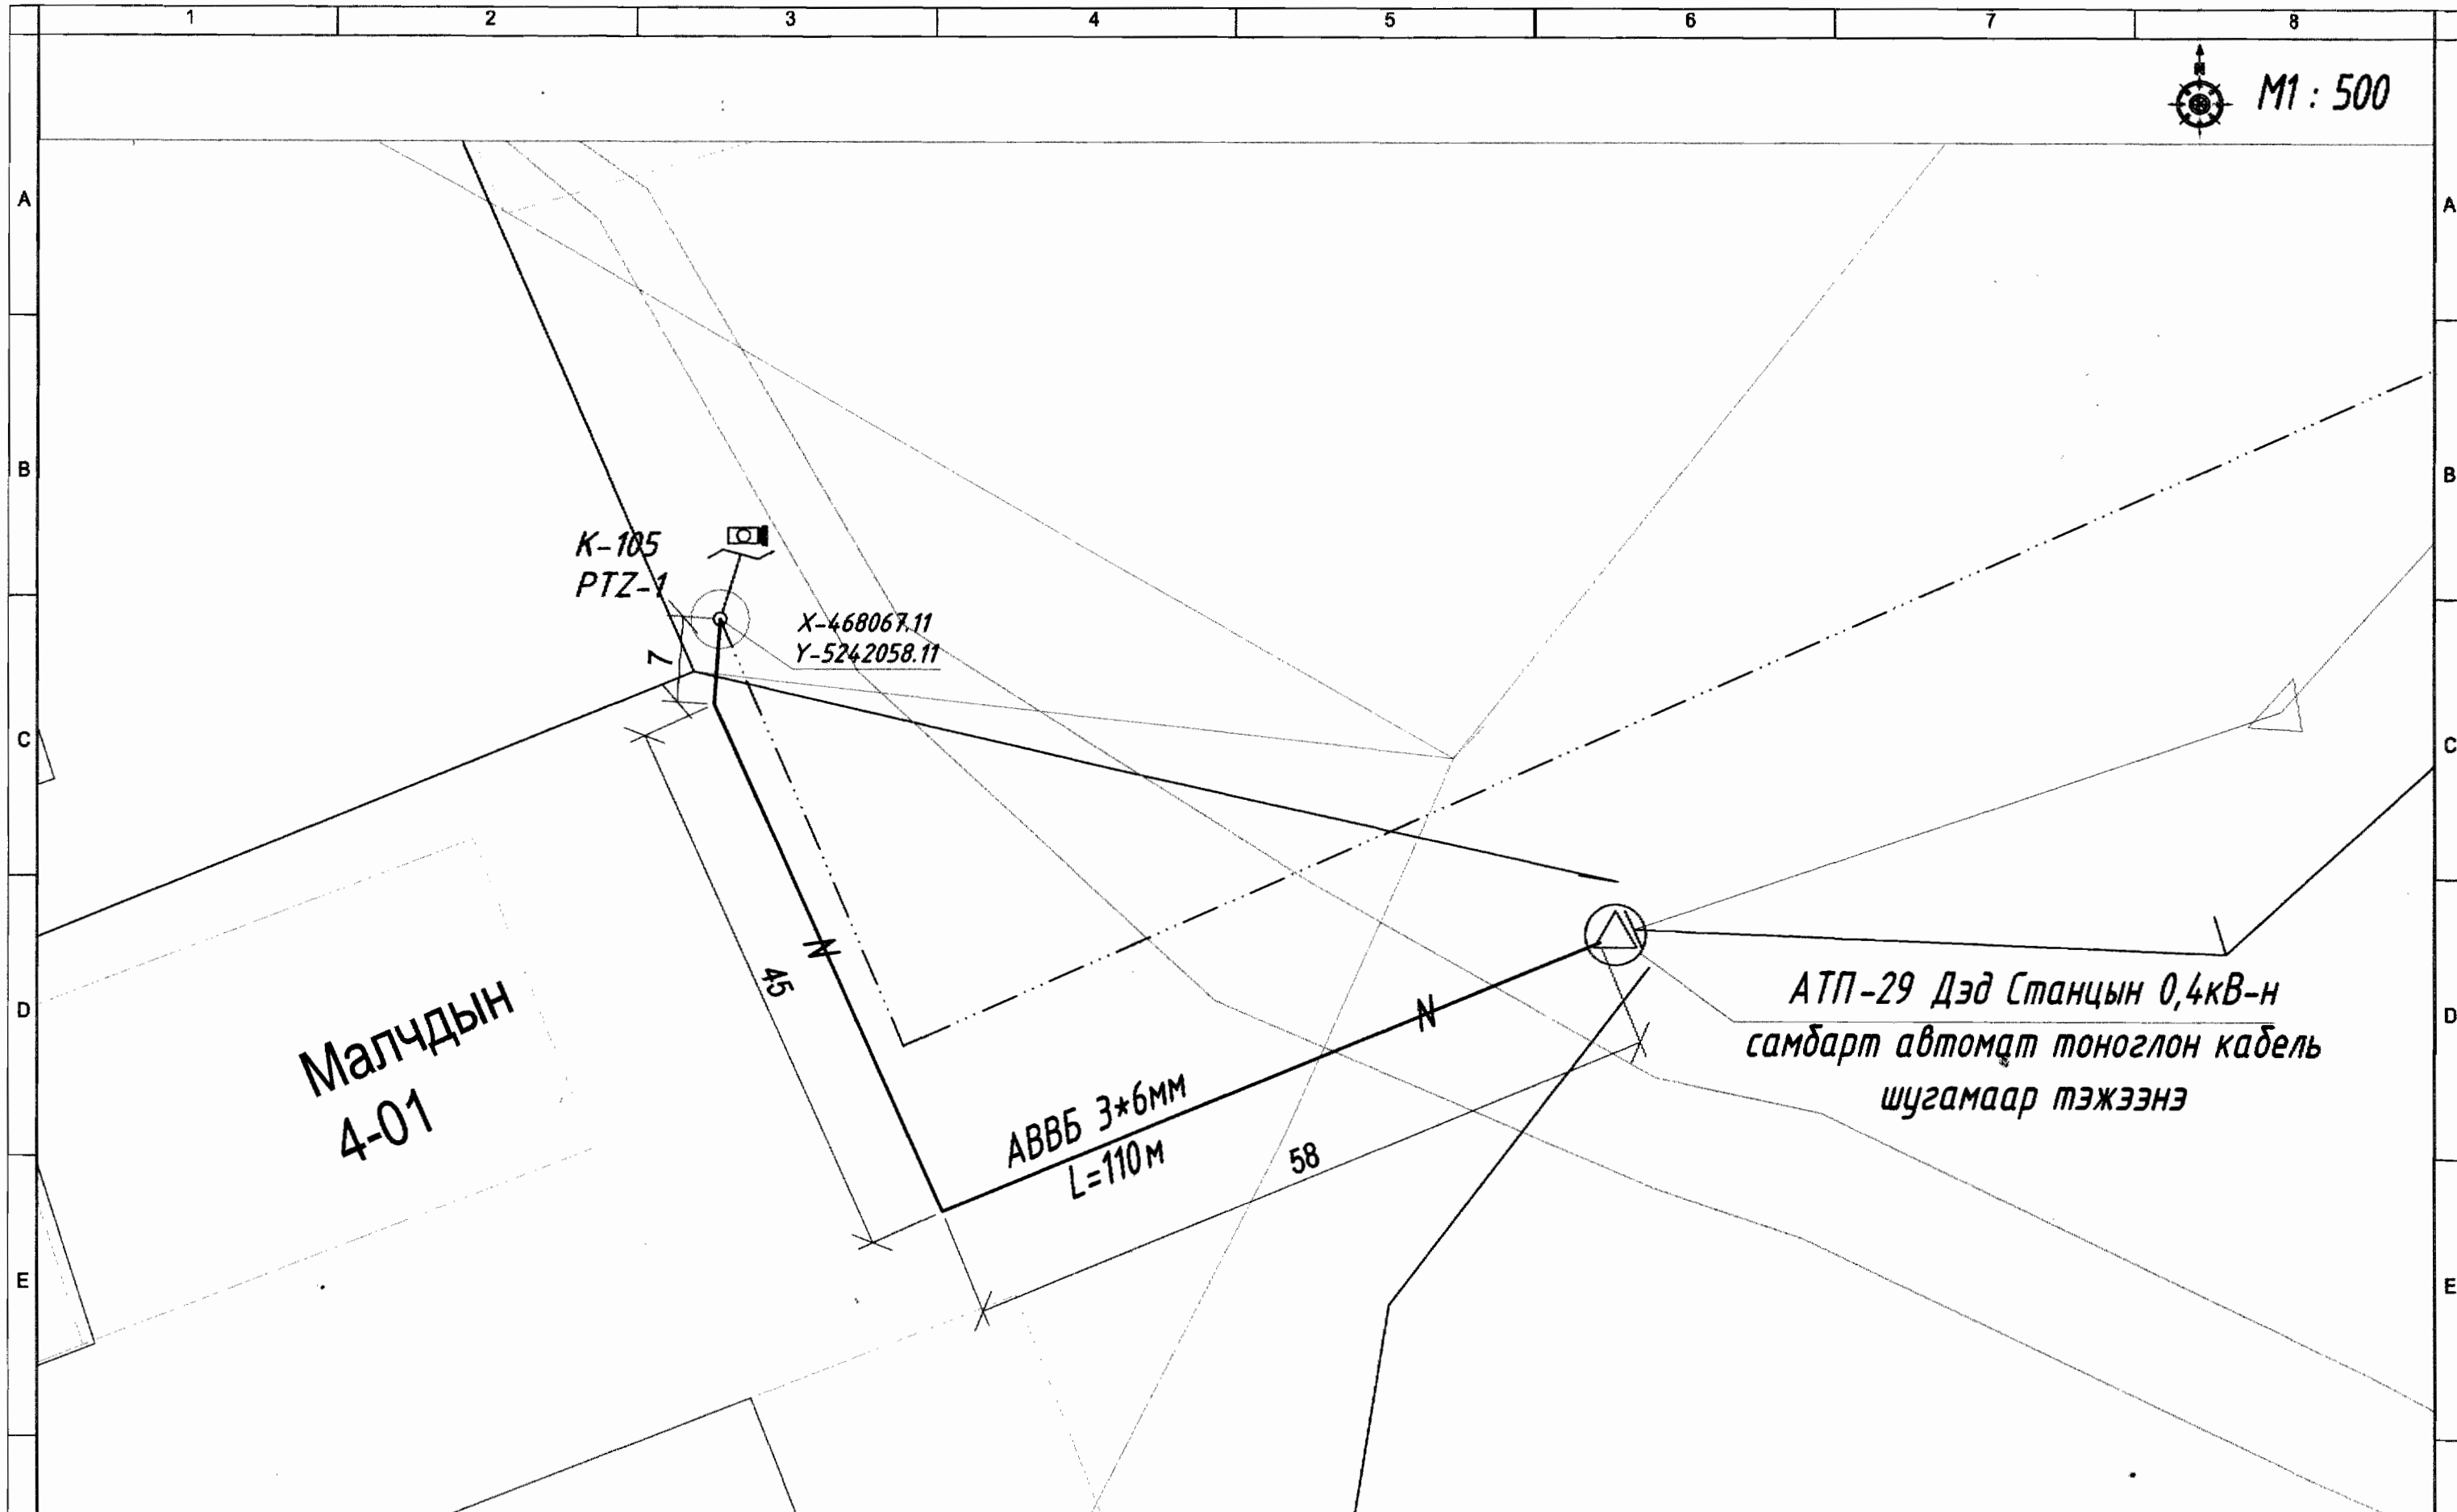 1 2 3 4 5 6 7 8
N
М1 : 500
A A
B B
К-105
PTZ-1
X-468067.11
Y-5242058.11
7
C C
45
N
N
D D
АТП-29 Дэд Станцын 0,4кВ-н
самбарт автомат тоноглон кабель
шугамаар тэжээнэ
Малчдын
4-01
АВВБ 3*6мм
L=110м
58
E E